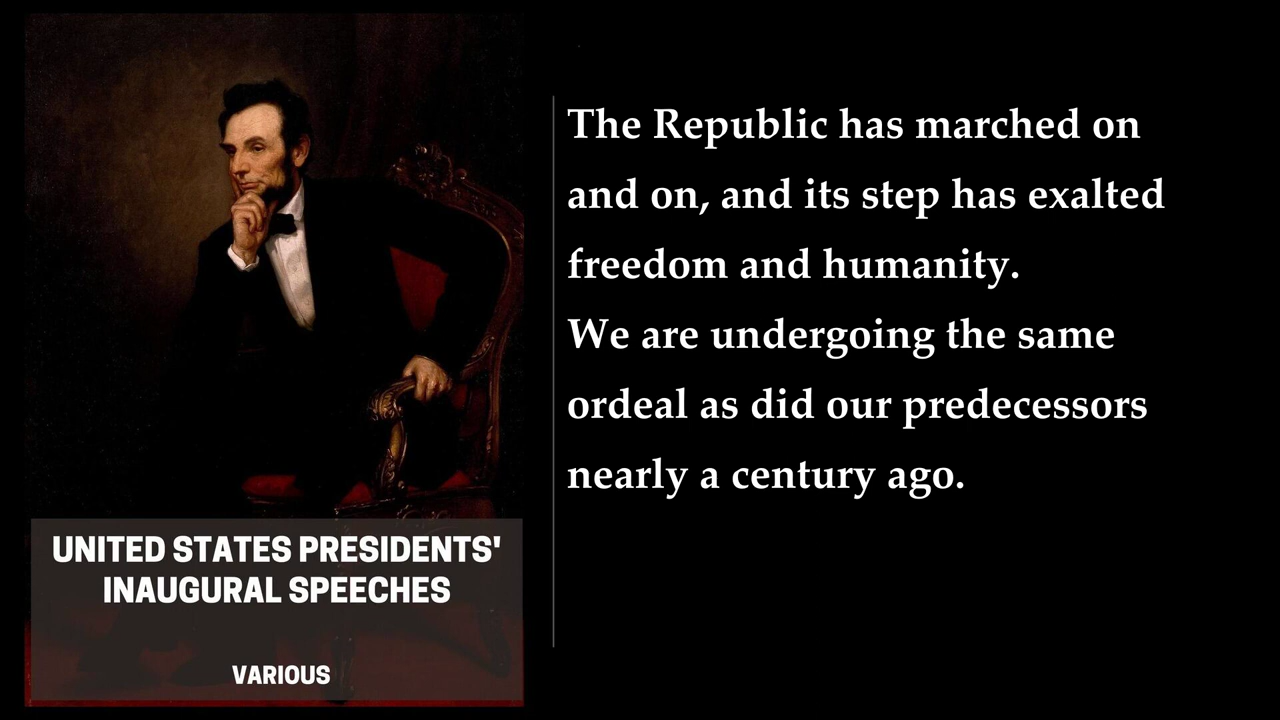 The Republic has marched on
and on, and its step has exalted
freedom and humanity.
We are undergoing the same
ordeal as did our predecessors
nearly a century ago.
UNITED STATES PRESIDENTS'
INAUGURAL SPEECHES
VARIOUS